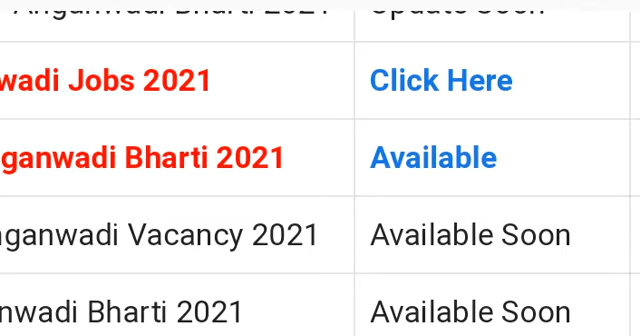 Anganwadi Bharti 2021 Update Soon
wadi Jobs 2021 Click Here
ganwadi Bharti 2021 Available
nganwadi Vacancy 2021 Available Soon
nwadi Bharti 2021 Available Soon